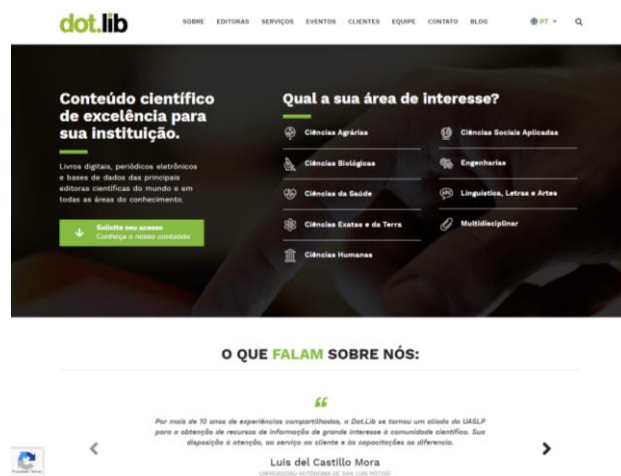 dot.lib
SOBRE EDITORAS SERVIÇOS EVENTOS CLIENTES EQUIPE CONTATO BLOG PT
Conteúdo científico
de excelência para
sua instituição.
Livros digitais, periódicos eletrônicos
e bases de dados das principais
editoras científicas do mundo e em
todas as áreas do conhecimento.
Solicite seu acesso
Conheça o nosso conteúdo
Qual a sua área de interesse?
Ciências Agrárias
Ciências Sociais Aplicadas
Ciências Biológicas
Engenharias
Ciências da Saúde
Linguística, Letras e Artes
Ciências Exatas e da Terra
Multidisciplinar
Ciências Humanas
O QUE FALAM SOBRE NÓS:
Por mais de 10 anos de experiências compartilhadas, a Dot.Lib se tornou um aliado da UASLP
para a obtenção de recursos de informação de grande interesse à comunidade científica. Sua
disposição à atenção, ao serviço ao cliente e às capacitações os diferencia.
Luis del Castillo Mora
UNIVERSIDAD AUTÓNOMA DE SAN LUIS POTOSÍ